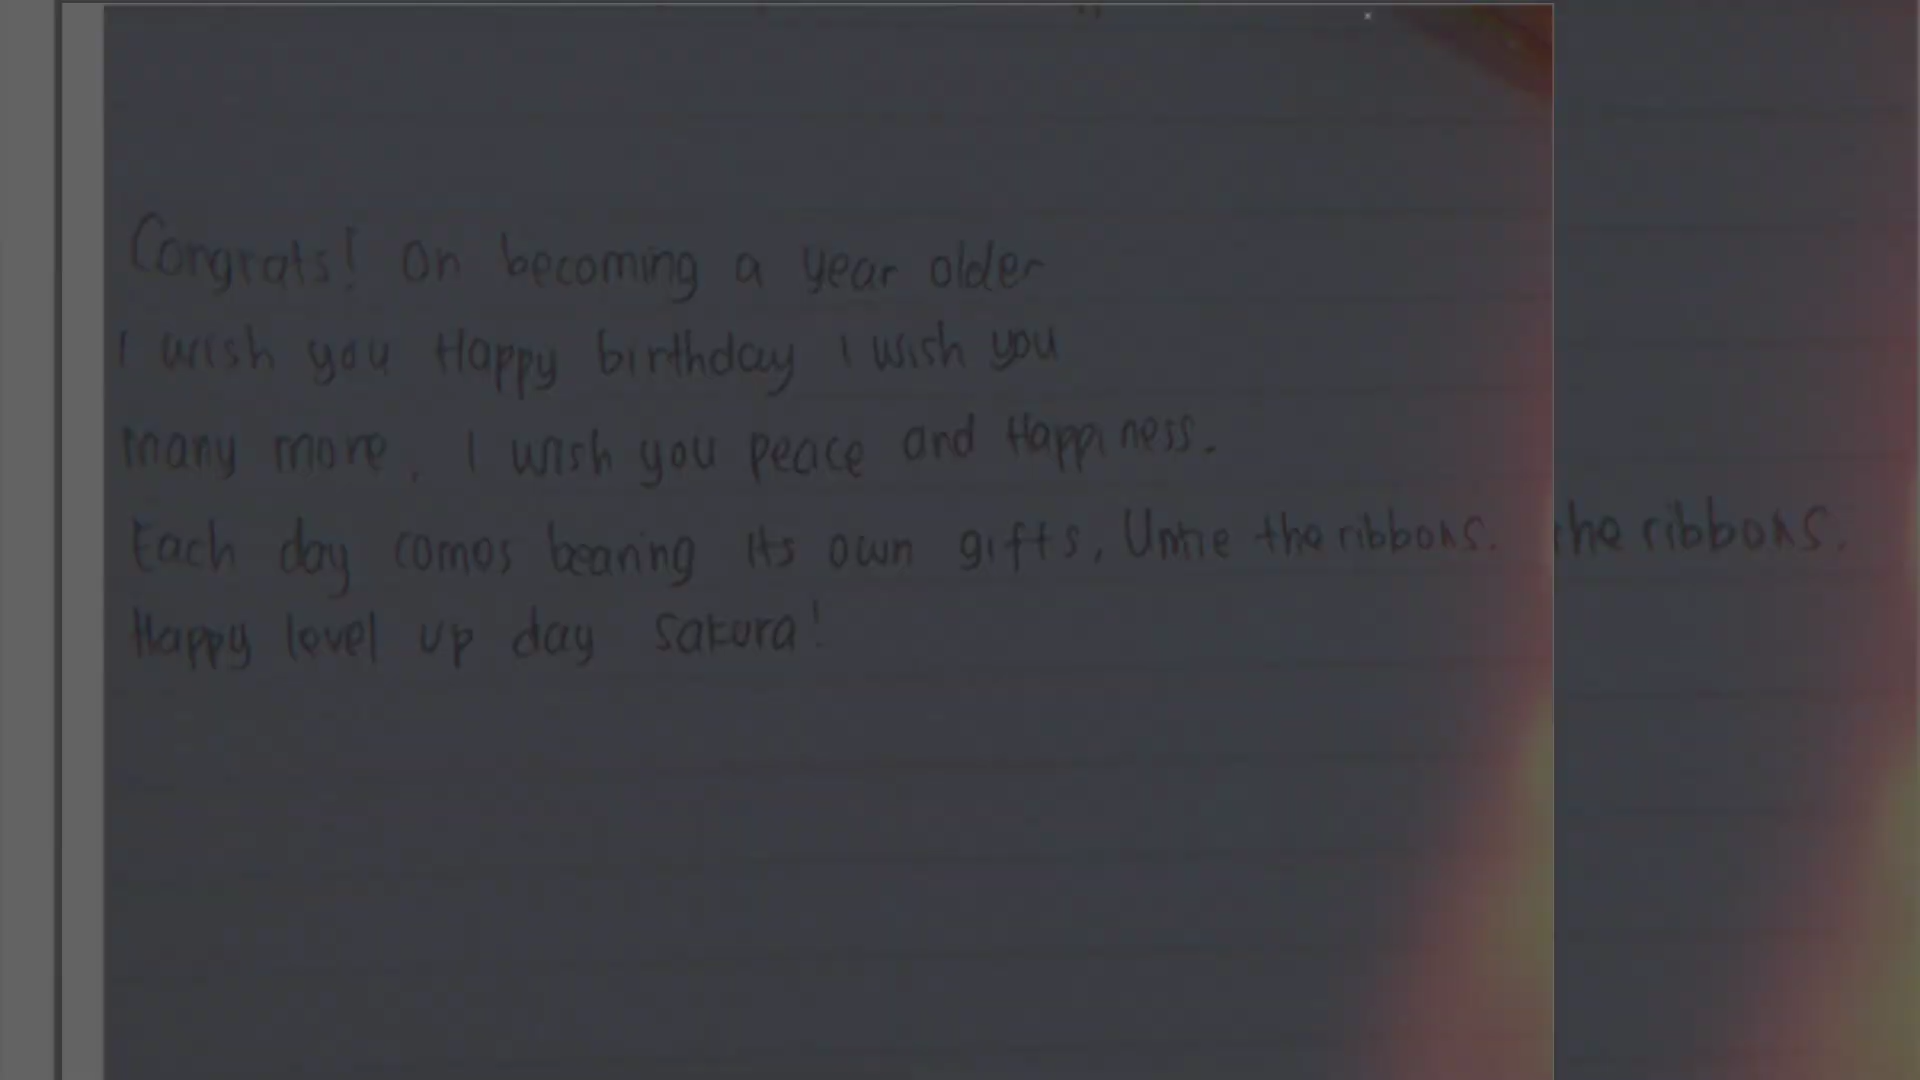 Congrats! On becoming a year older
I wish you Happy birthday I wish you
many more. I wish you peace and Happiness.
Each day comes bearing its own gifts, Untie the ribbons. the ribbons.
Happy level up day Sakura!